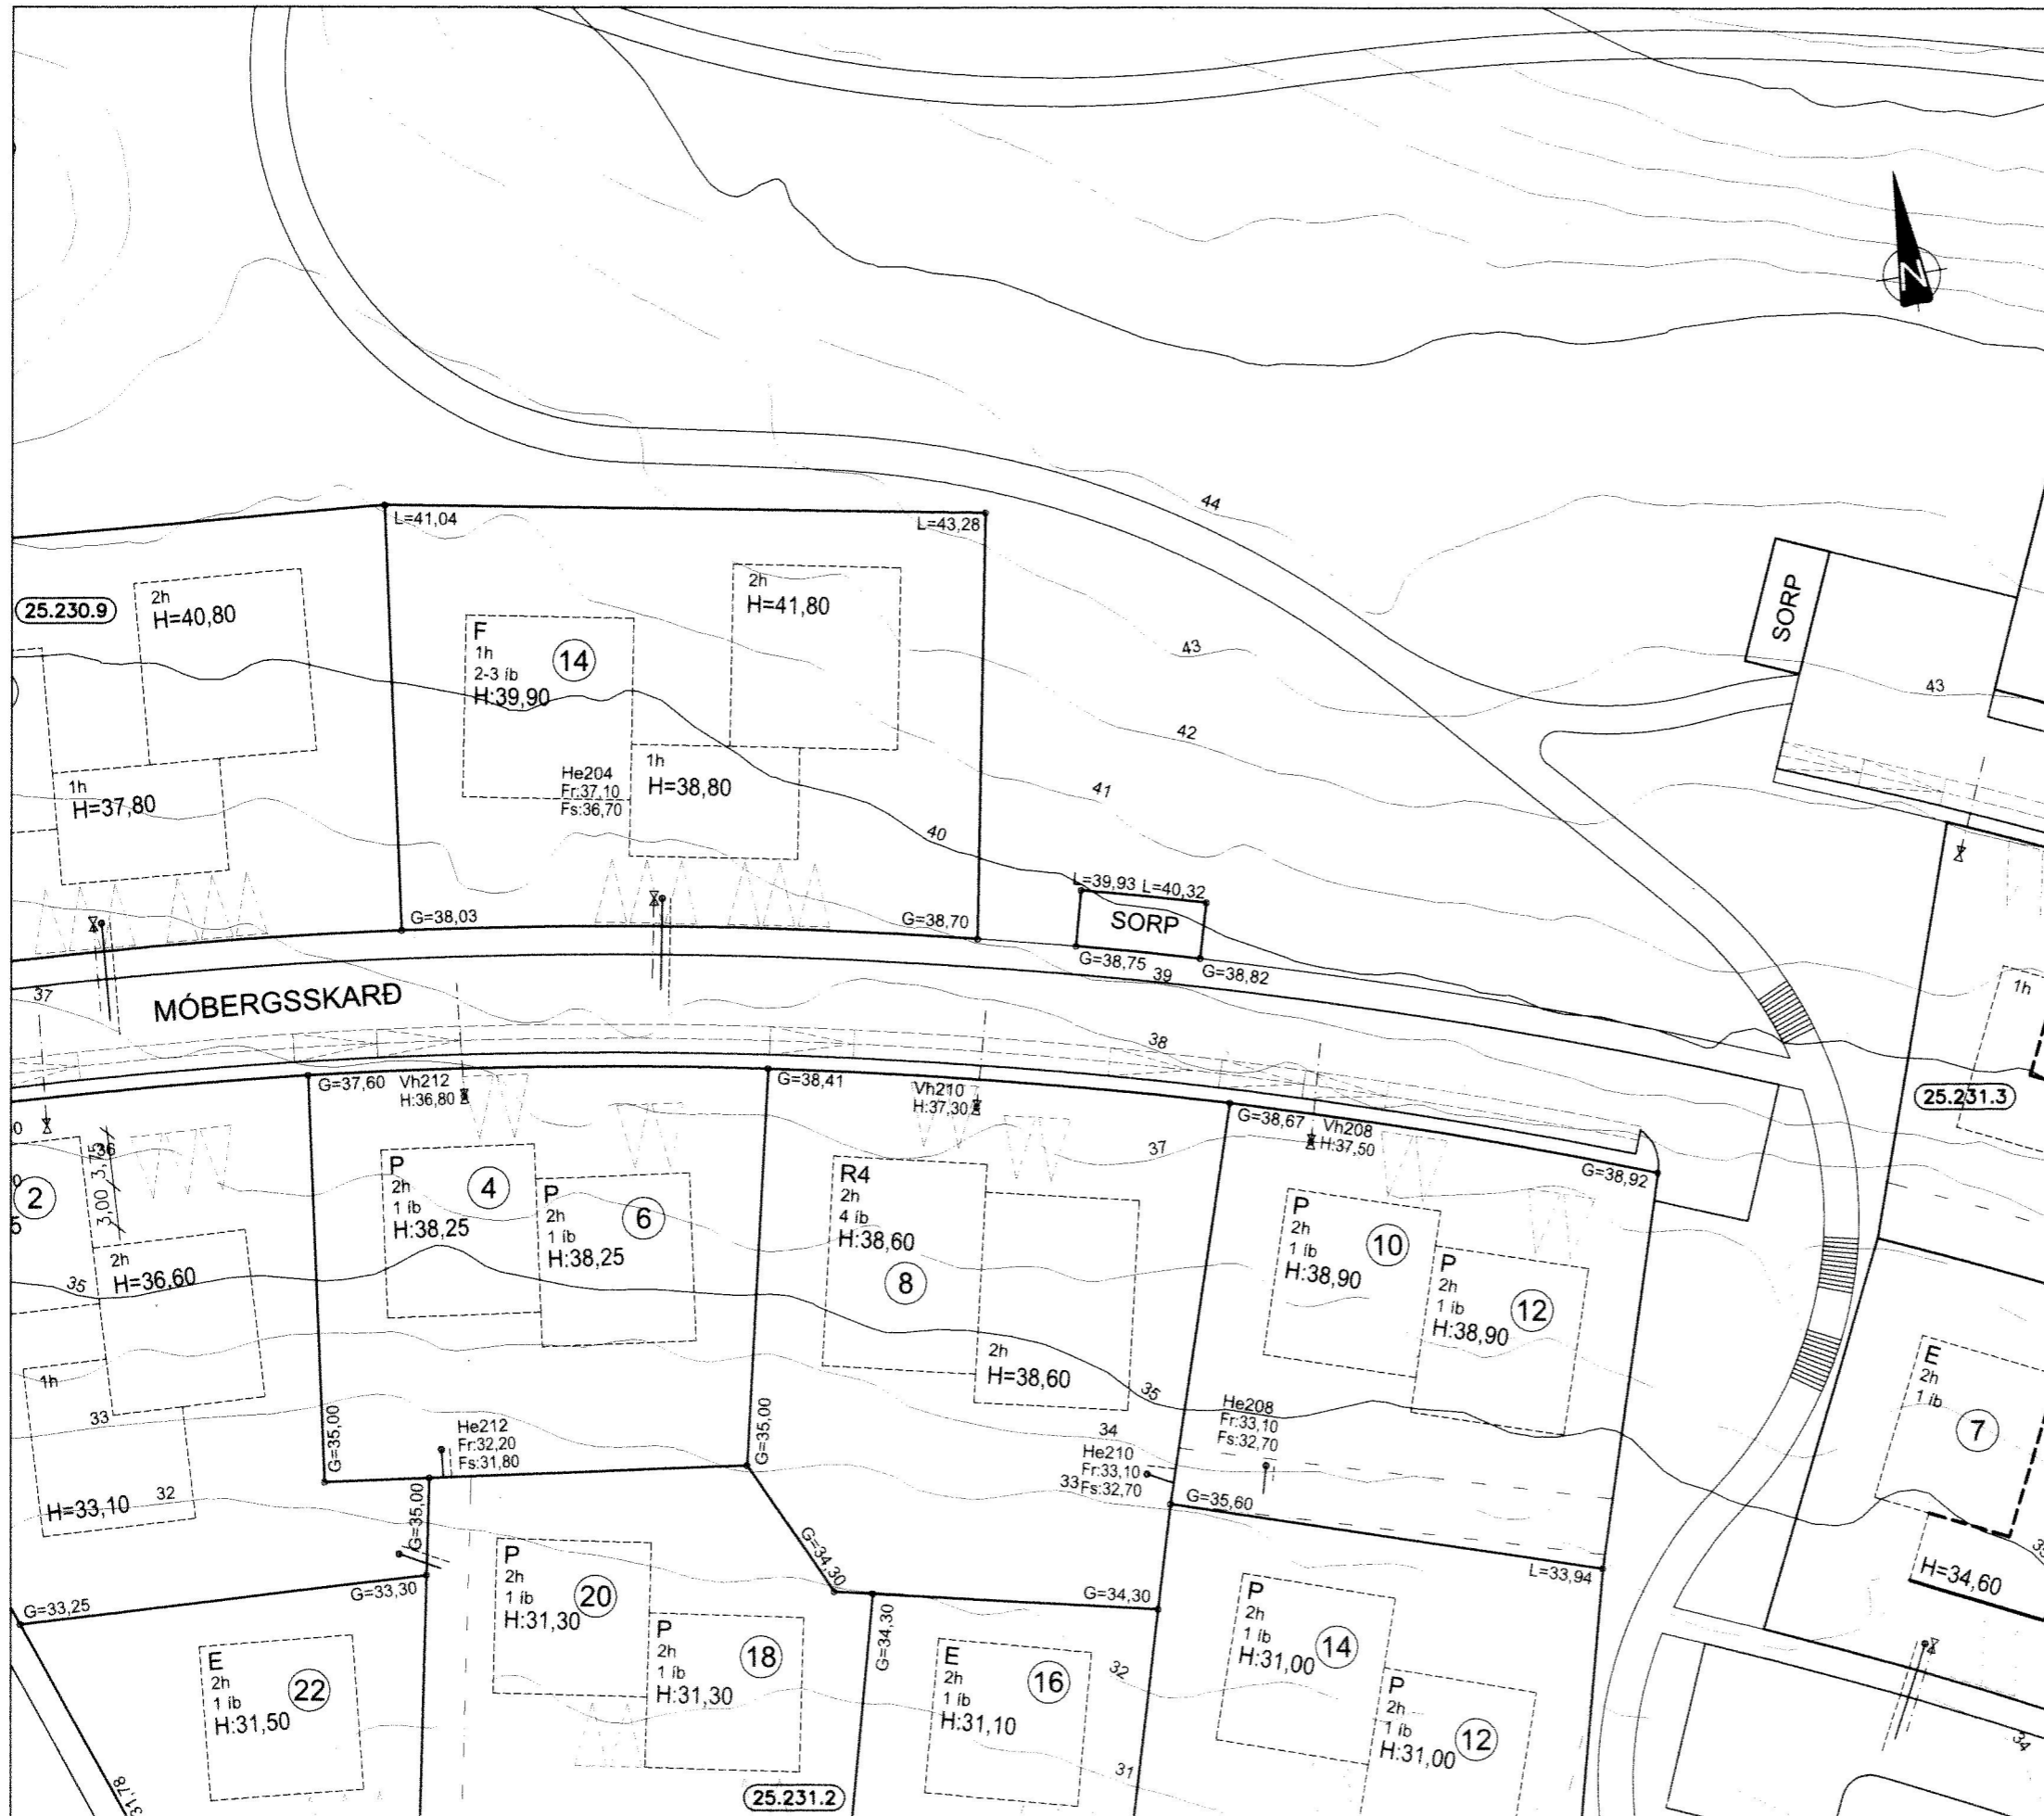 N
44
L=41,04
L=43,28
SORP
25.230.9
2h
H=40,80
F
1h
2-3 íb
H:39,90
14
2h
H=41,80
43
43
42
41
40
1h
H=37,80
He204
Fr:37,10
Fs:36,70
1h
H=38,80
L=39,93
L=40,32
SORP
G=38,03
G=38,70
G=38,75
39
G=38,82
37
MÓBERGSSKARÐ
38
1h
25.231.3
G=37,60
Vh212
H:36,80
G=38,41
Vh210
H:37,30
G=38,67
Vh208
H:37,50
G=38,92
36
3,75
3,00
2
P
2h
1 íb
H:38,25
4
P
2h
1 íb
H:38,25
6
R4
2h
4 íb
H:38,60
8
37
P
2h
1 íb
H:38,90
10
P
2h
1 íb
H:38,90
12
35
2h
H=36,60
1h
33
2h
H=38,60
35
E
2h
1 íb
7
G=35,00
He212
Fr:32,20
Fs:31,80
G=35,00
34
He210
Fr:33,10
33
Fs:32,70
He208
Fr:33,10
Fs:32,70
H=33,10
32
G=35,00
G=35,60
G=34,30
G=34,30
L=33,94
H=34,60
G=33,25
G=33,30
P
2h
1 íb
H:31,30
20
P
2h
1 íb
H:31,30
18
G=34,30
E
2h
1 íb
H:31,10
16
32
P
2h
1 íb
H:31,00
14
P
2h
1 íb
H:31,00
12
E
2h
1 íb
H:31,50
22
31
34
31,78
25.231.2